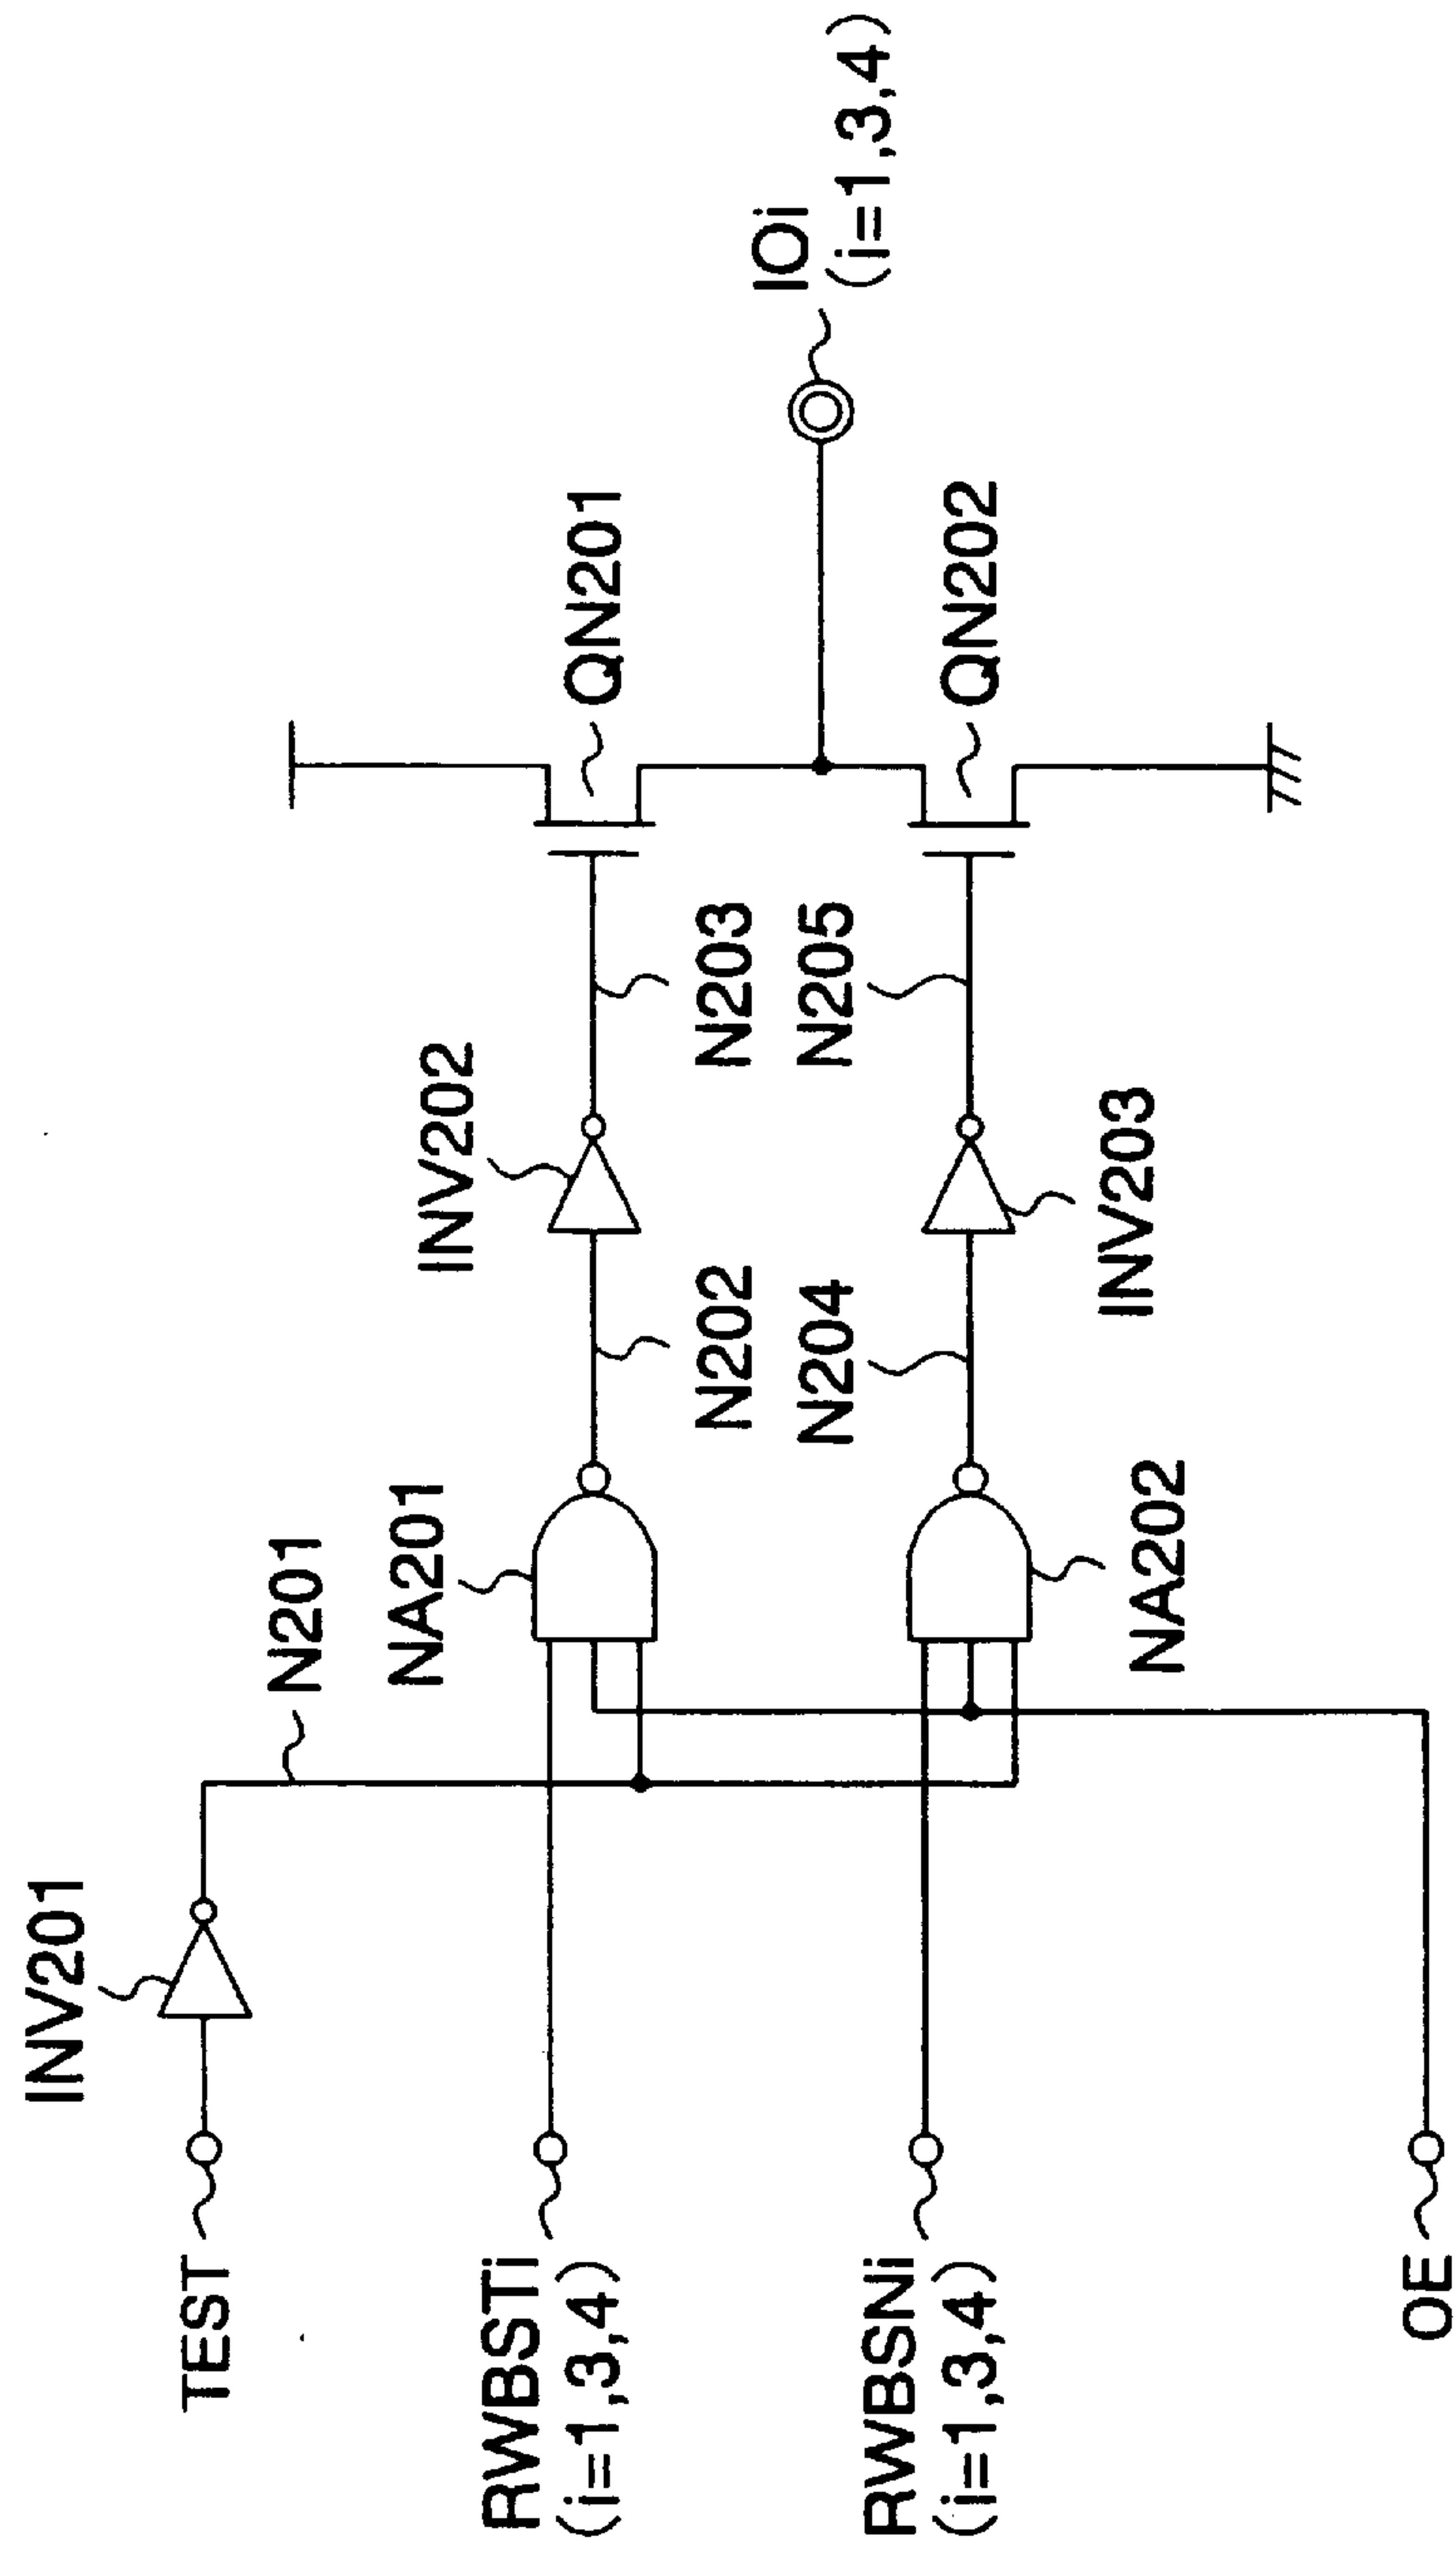 INV201
TEST
N201
NA201
INV202
QN201
RWBSTi
(i=1,3,4)
N202
N203
IOi
(i=1,3,4)
N204
N205
RWBSNi
(i=1,3,4)
NA202
INV203
QN202
OE